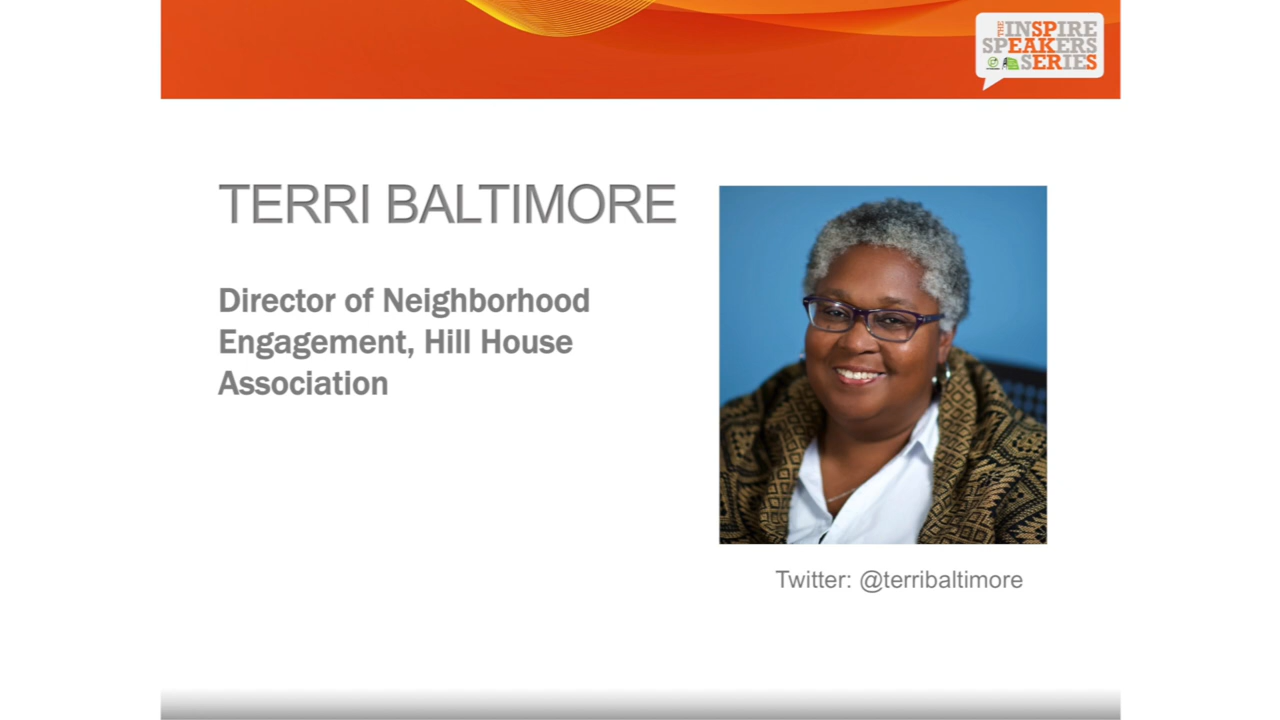 THE INSPIRE
SPEAKERS
SERIES
TERRI BALTIMORE
Director of Neighborhood
Engagement, Hill House
Association
Twitter: @terribaltimore